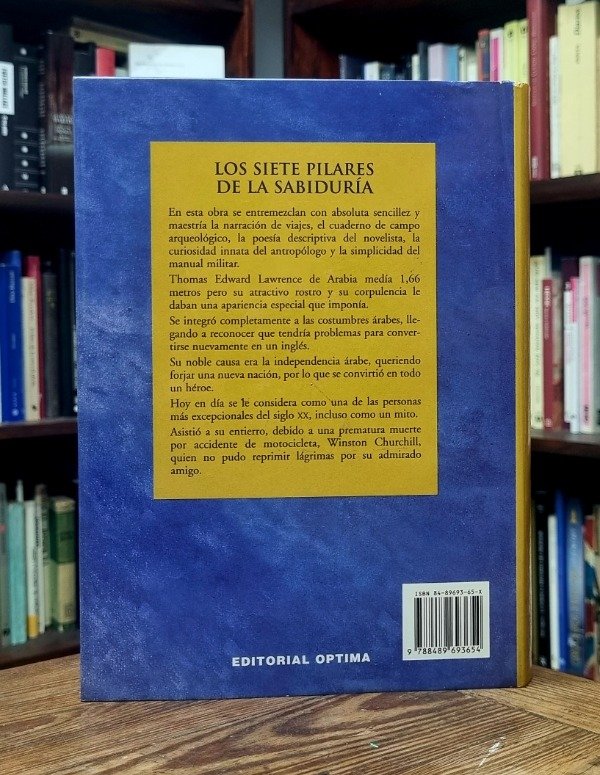 LOS SIETE PILARES
DE LA SABIDURÍA
En esta obra se entremezclan con absoluta sencillez y
maestría la narración de viajes, el cuaderno de campo
arqueológico, la poesía descriptiva del novelista, la
curiosidad innata del antropólogo y la simplicidad del
manual militar.
Thomas Edward Lawrence de Arabia medía 1,66
metros pero su atractivo rostro y su corpulencia le
daban una apariencia especial que imponía.
Se integró completamente a las costumbres árabes, lle-
gando a reconocer que tendría problemas para conver-
tirse nuevamente en un inglés.
Su noble causa era la independencia árabe, queriendo
forjar una nueva nación, por lo que se convirtió en todo
un héroe.
Hoy en día se le considera como una de las personas
más excepcionales del siglo XX, incluso como un mito.
Asistió a su entierro, debido a una prematura muerte
por accidente de motocicleta, Winston Churchill,
quien no pudo reprimir lágrimas por su admirado
amigo.
ISBN 84-89693-65-X
9 788489 693654
EDITORIAL OPTIMA